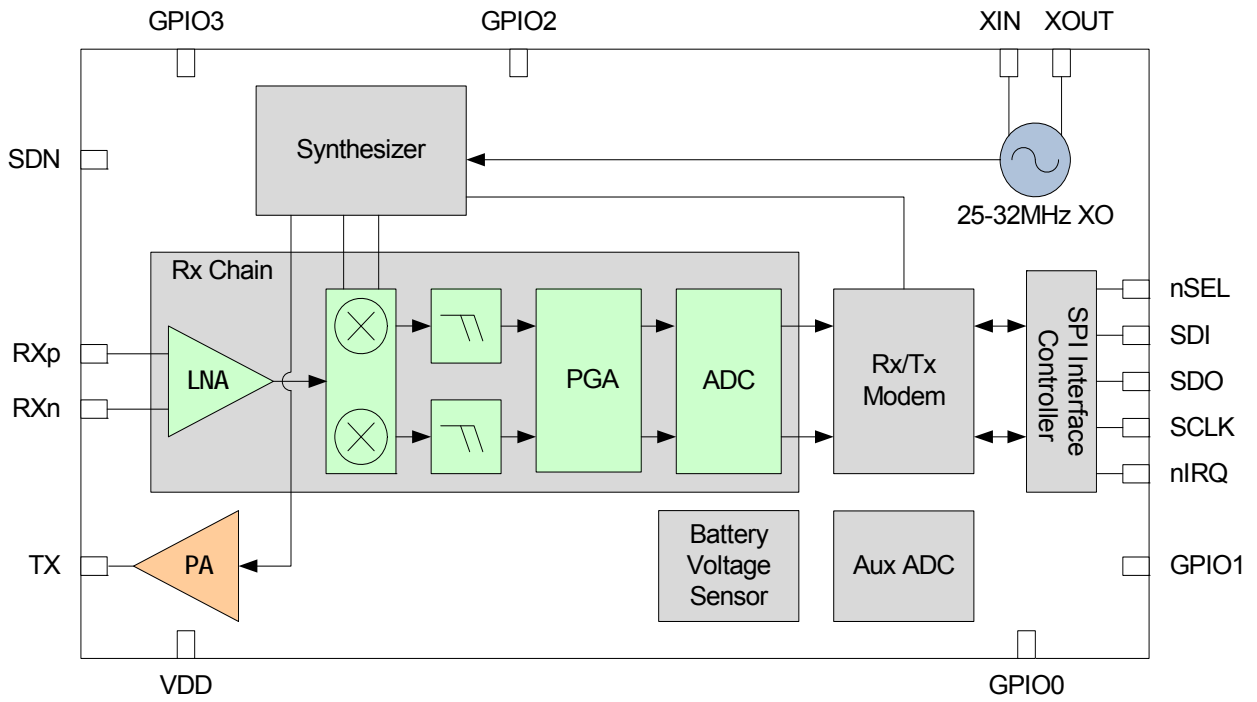 GPIO3
GPIO2
XIN
XOUT
Synthesizer
SDN
25-32MHz XO
Rx Chain
nSEL
SDI
SDO
SCLK
nIRQ
SPI Interface
Controller
RXp
RXn
LNA
PGA
ADC
Rx/Tx
Modem
TX
PA
Battery
Voltage
Sensor
Aux ADC
GPIO1
VDD
GPIO0